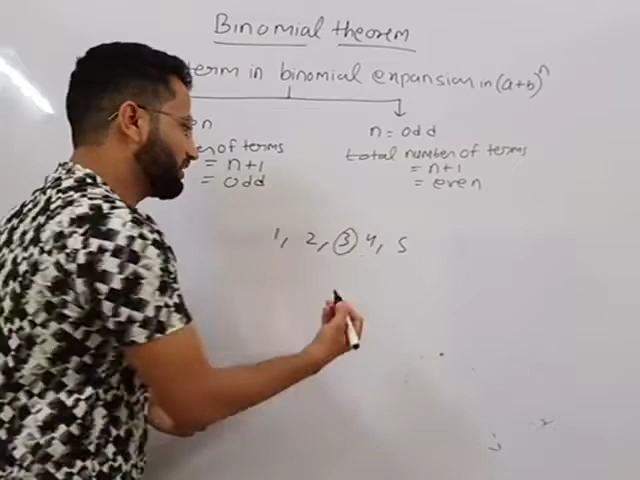 Binomial theorem
term in binomial expansion in (a+b)^n
n = odd
of terms
total number of terms
= n+1
= n+1
= odd
= even
1, 2, 3 4, 5